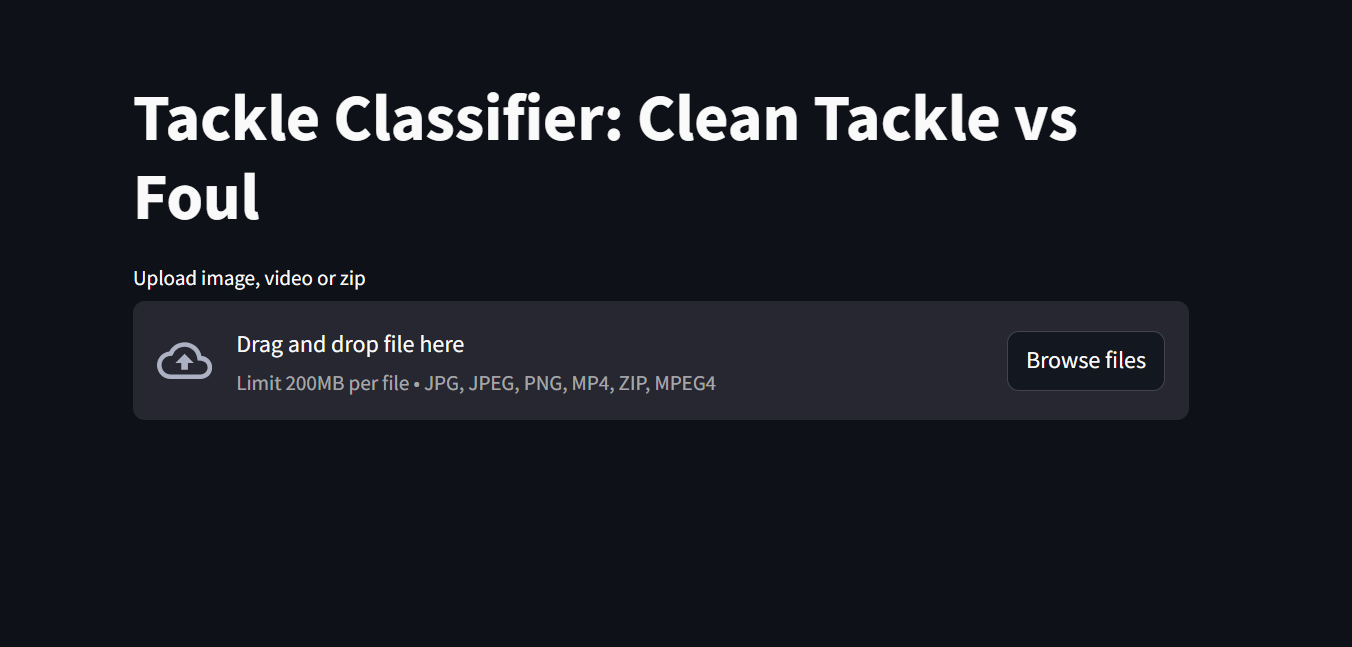 Tackle Classifier: Clean Tackle vs
Foul
Upload image, video or zip
Drag and drop file here
Limit 200MB per file • JPG, JPEG, PNG, MP4, ZIP, MPEG4
Browse files